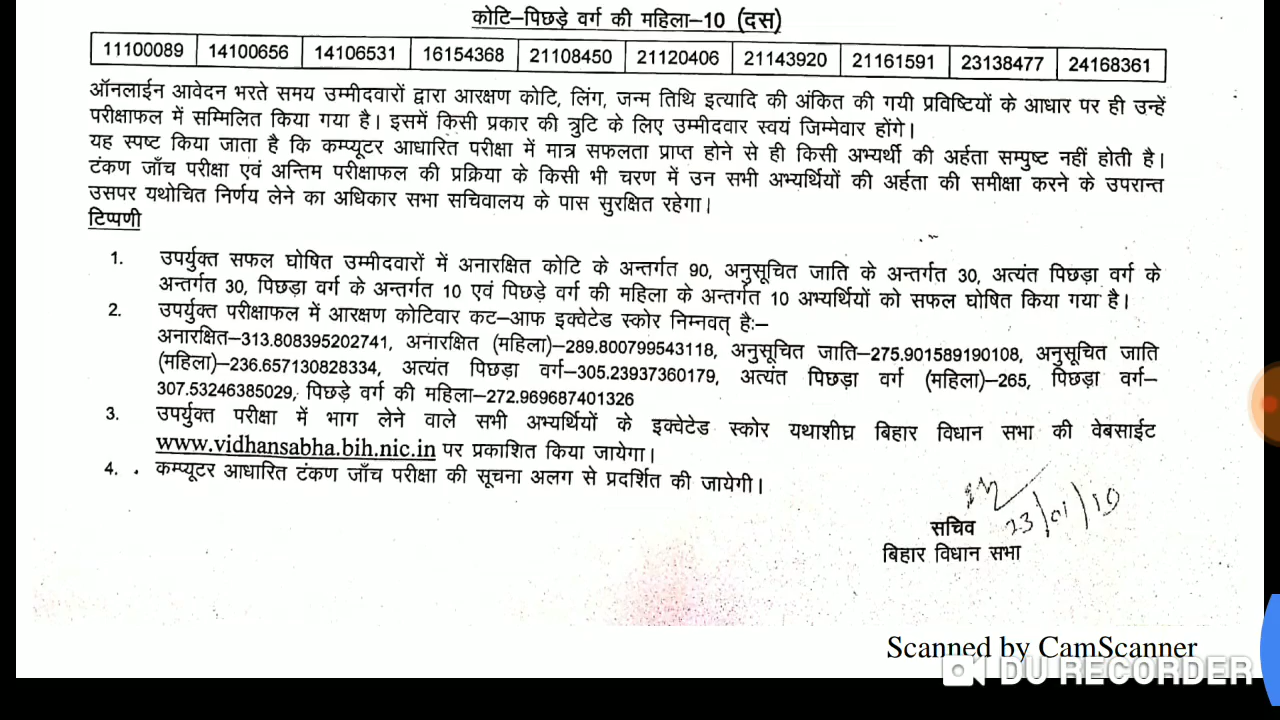 कोटि–पिछड़े वर्ग की महिला–10 (दस)
11100089 14100656 14106531 16154368 21108450 21120406 21143920 21161591 23138477 24168361
ऑनलाईन आवेदन भरते समय उम्मीदवारों द्वारा आरक्षण कोटि, लिंग, जन्म तिथि इत्यादि की अंकित की गयी प्रविष्टियों के आधार पर ही उन्हें
परीक्षाफल में सम्मिलित किया गया है। इसमें किसी प्रकार की त्रुटि के लिए उम्मीदवार स्वयं जिम्मेवार होंगे।
यह स्पष्ट किया जाता है कि कम्प्यूटर आधारित परीक्षा में मात्र सफलता प्राप्त होने से ही किसी अभ्यर्थी की अर्हता सम्पुष्ट नहीं होती है।
टंकण जाँच परीक्षा एवं अन्तिम परीक्षाफल की प्रक्रिया के किसी भी चरण में उन सभी अभ्यर्थियों की अर्हता की समीक्षा करने के उपरान्त
उसपर यथोचित निर्णय लेने का अधिकार सभा सचिवालय के पास सुरक्षित रहेगा।
टिप्पणी
1. उपर्युक्त सफल घोषित उम्मीदवारों में अनारक्षित कोटि के अन्तर्गत 90, अनुसूचित जाति के अन्तर्गत 30, अत्यंत पिछड़ा वर्ग के
अन्तर्गत 30, पिछड़ा वर्ग के अन्तर्गत 10 एवं पिछड़े वर्ग की महिला के अन्तर्गत 10 अभ्यर्थियों को सफल घोषित किया गया है।
2. उपर्युक्त परीक्षाफल में आरक्षण कोटिवार कट–आफ इक्वेटेड स्कोर निम्नवत् हैः–
अनारक्षित–313.808395202741, अनारक्षित (महिला)–289.800799543118, अनुसूचित जाति–275.901589190108, अनुसूचित जाति
(महिला)–236.657130828334, अत्यंत पिछड़ा वर्ग–305.23937360179, अत्यंत पिछड़ा वर्ग (महिला)–265, पिछड़ा वर्ग–
307.53246385029, पिछड़े वर्ग की महिला–272.969687401326
3. उपर्युक्त परीक्षा में भाग लेने वाले सभी अभ्यर्थियों के इक्वेटेड स्कोर यथाशीघ्र बिहार विधान सभा की वेबसाईट
www.vidhansabha.bih.nic.in पर प्रकाशित किया जायेगा।
4. कम्प्यूटर आधारित टंकण जाँच परीक्षा की सूचना अलग से प्रदर्शित की जायेगी।
23/01/19
सचिव
बिहार विधान सभा
Scanned by CamScanner
DU RECORDER